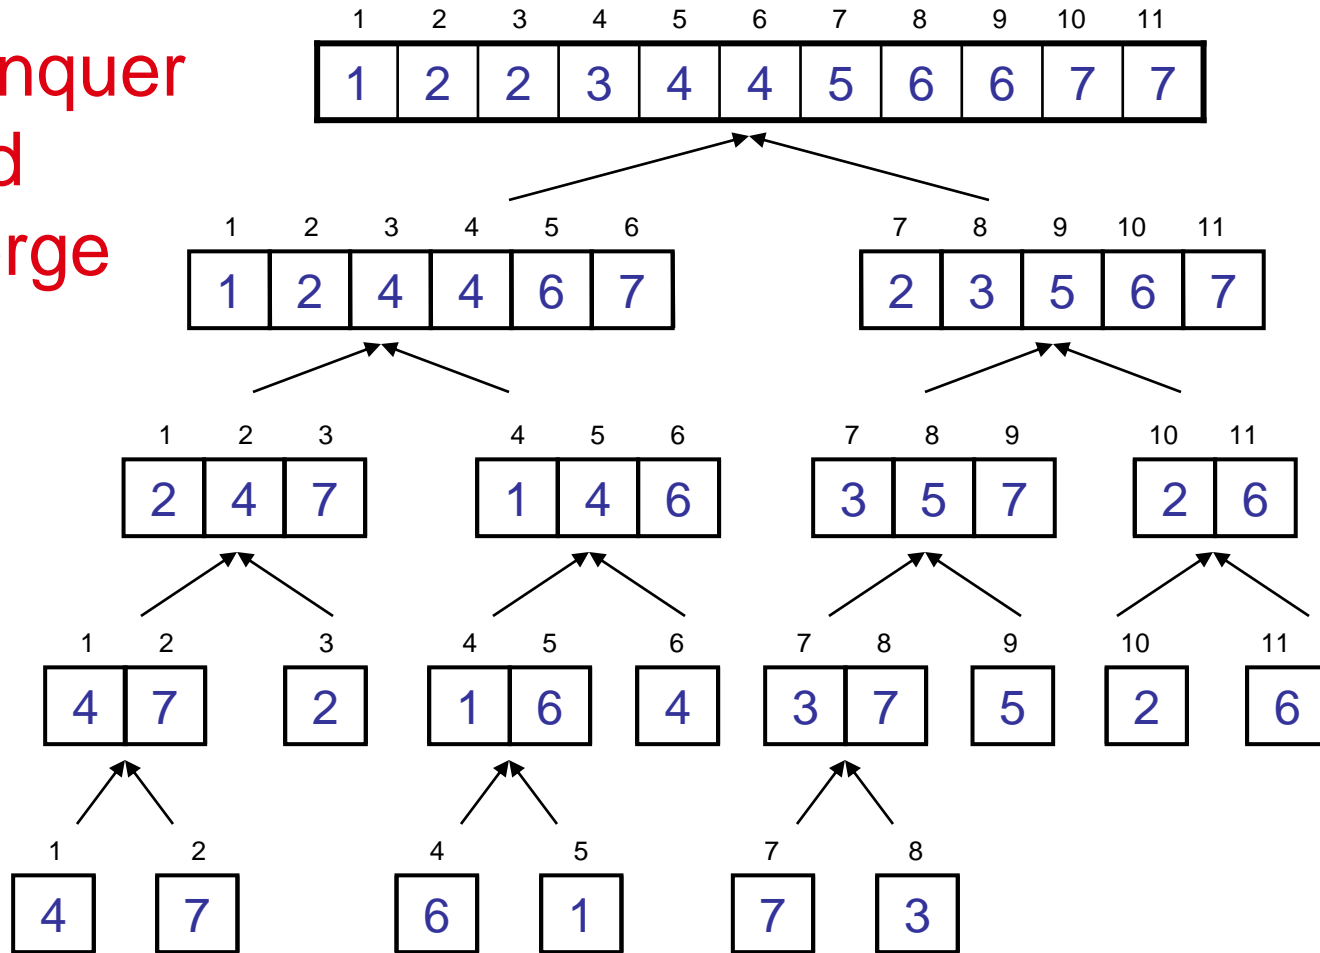 1 2 3 4 5 6 7 8 9 10 11
nquer
1 2 2 3 4 4 5 6 6 7 7
d
rge
1 2 3 4 5 6 7 8 9 10 11
1 2 4 4 6 7 2 3 5 6 7
1 2 3 4 5 6 7 8 9 10 11
2 4 7 1 4 6 3 5 7 2 6
1 2 3 4 5 6 7 8 9 10 11
4 7 2 1 6 4 3 7 5 2 6
1 2 4 5 7 8
4 7 6 1 7 3